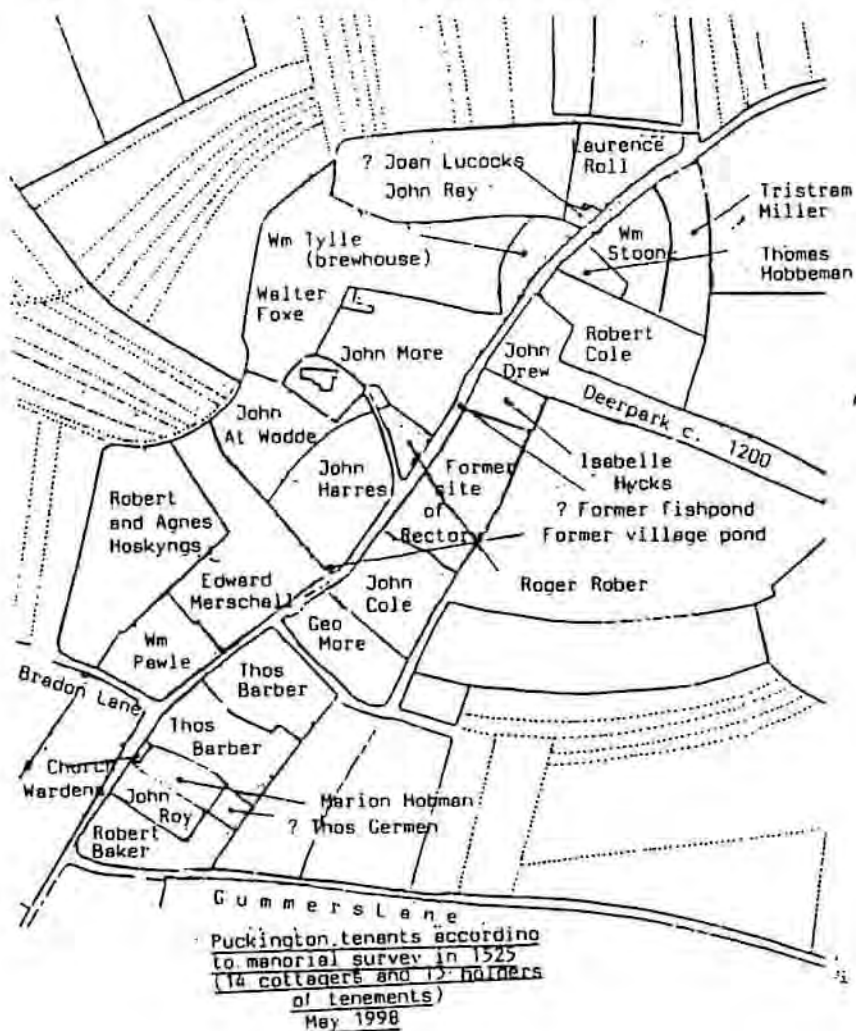 Laurence
Roll
? Joan Lucocks
John Ray
Tristram
Miller
Wm Tylle
(brewhouse)
Wm
Stoon
Thomas
Hobbeman
Walter
Foxe
John More
John
Drew
Robert
Cole
Deerpark c. 1200
John
At Wodde
John
Harres
Former
site
of
Rectory
Isabelle
Hycks
? Former fishpond
Former village pond
Robert
and Agnes
Hoskyngs
Roger Rober
Edward
Merschall
John
Cole
Geo
More
Wm
Pawle
Bradon Lane
Thos
Barber
Thos
Barber
Church
Wardens
John
Roy
Marion Hobman
? Thos Germen
Robert
Baker
Gummers Lane
Puckington tenants according
to manorial survey in 1525
(14 cottagers and 13 holders
of tenements)
May 1998